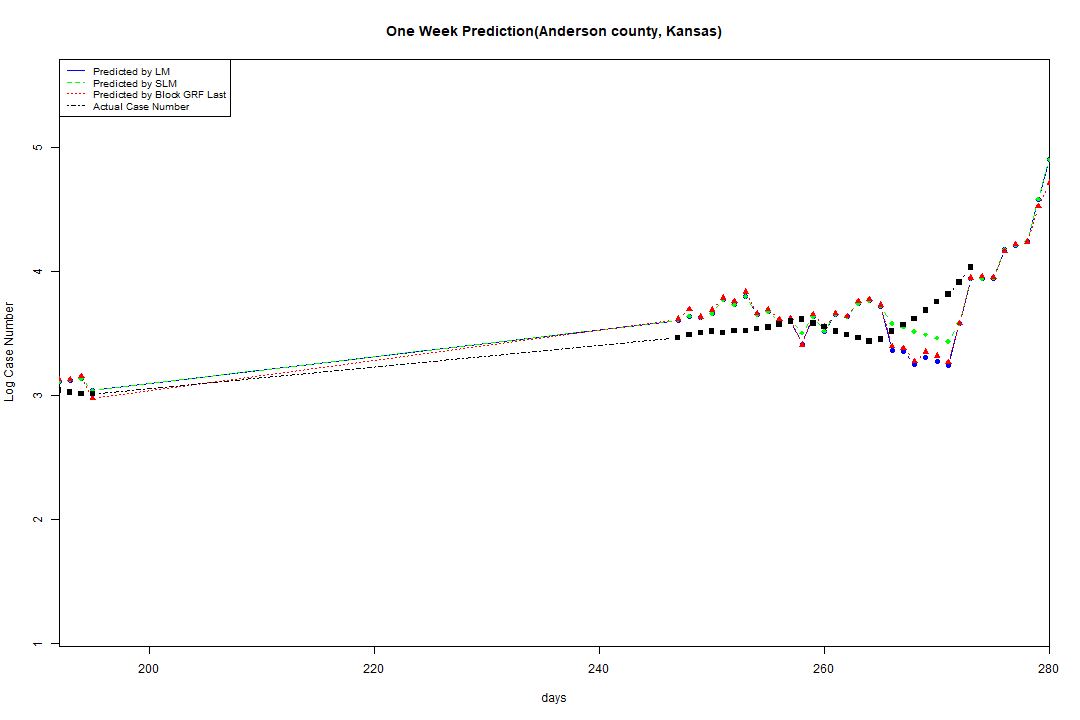 One Week Prediction(Anderson county, Kansas)
Predicted by LM
Predicted by SLM
Predicted by Block GRF Last
Actual Case Number
5
4
3
2
1
Log Case Number
200
220
240
260
280
days